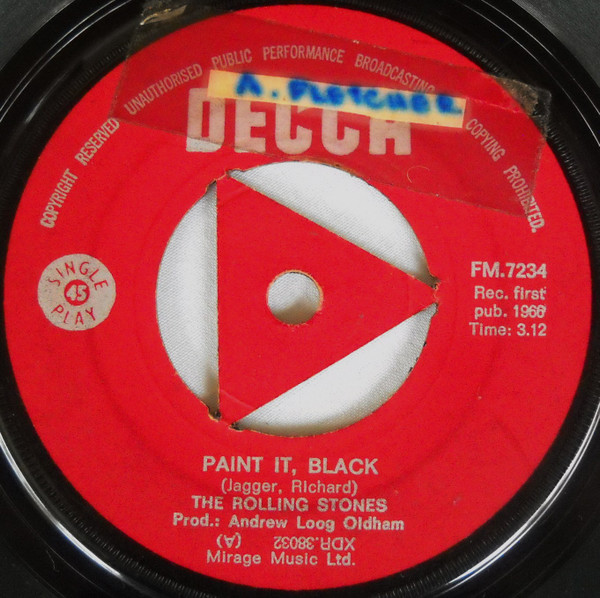 COPYRIGHT RESERVED UNAUTHORISED PUBLIC PERFORMANCE BROADCASTING COPYING PROHIBITED.
A. FLETCHER
DECCA
SINGLE
45
PLAY
FM.7234
Rec. first
pub. 1966
Time: 3.12
PAINT IT, BLACK
(Jagger, Richard)
THE ROLLING STONES
Prod.: Andrew Loog Oldham
XDR.38032 (A)
Mirage Music Ltd.